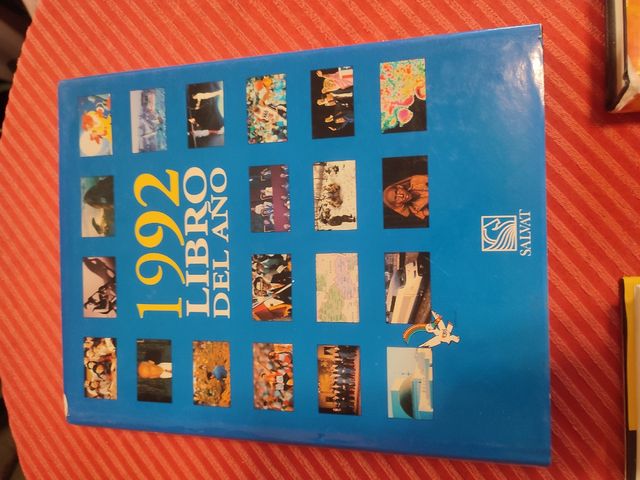 1992
LIBRO
DEL AÑO
SALVAT